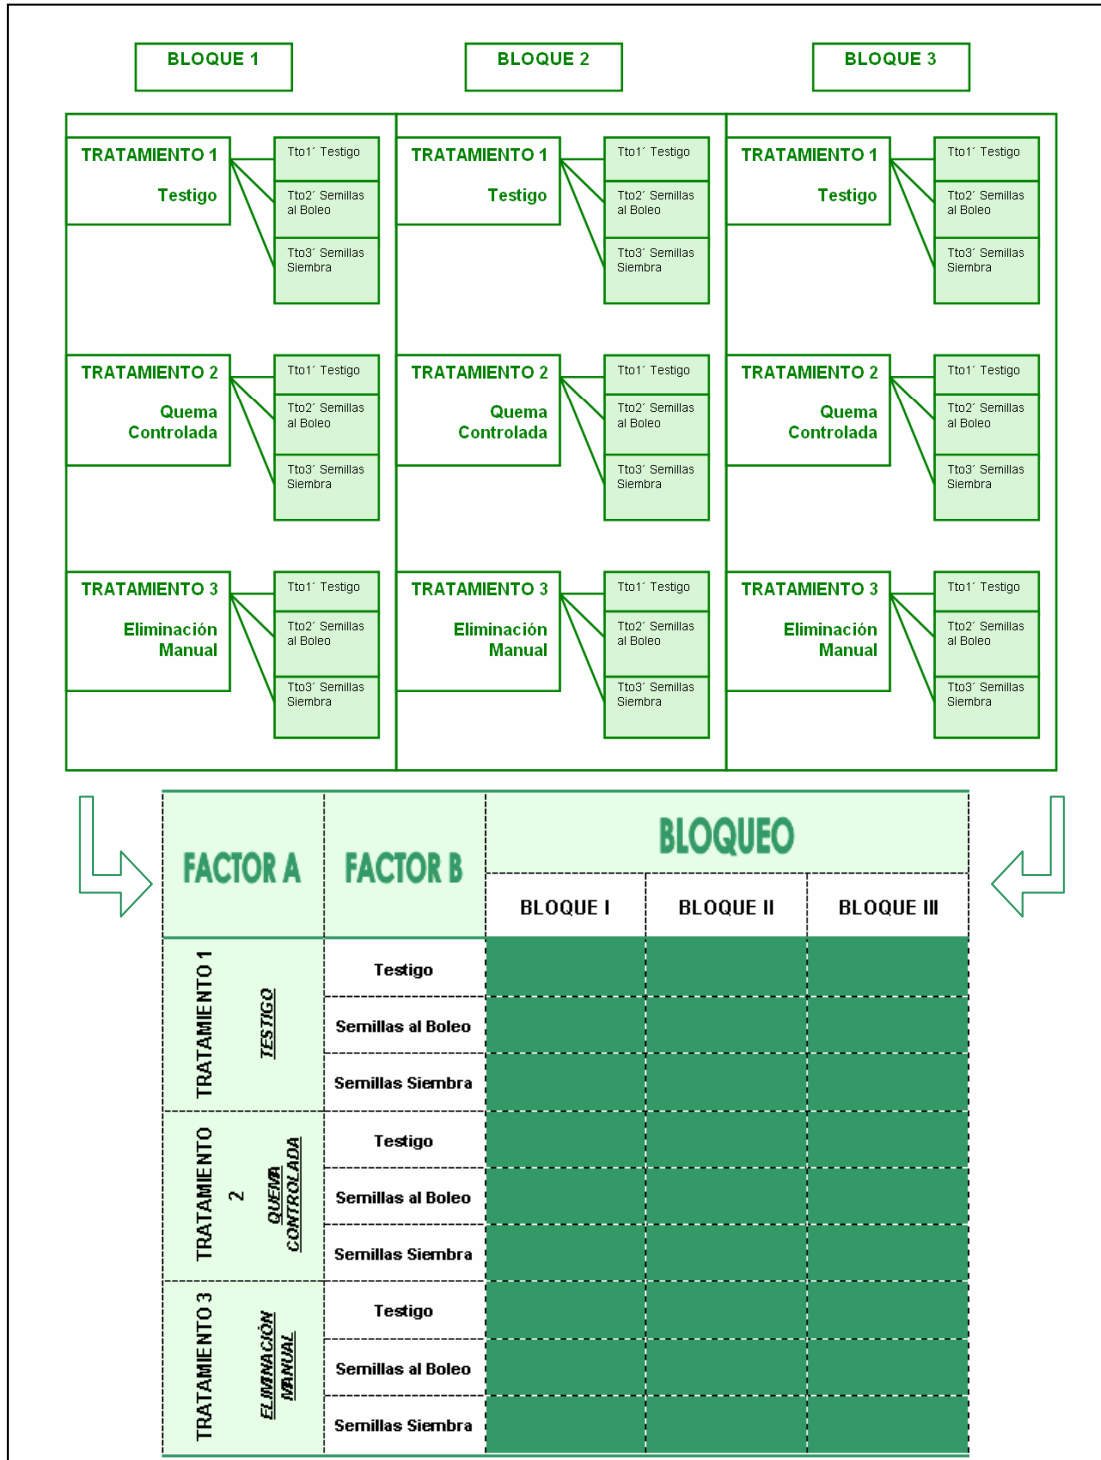 BLOQUE 1
BLOQUE 2
BLOQUE 3
TRATAMIENTO 1
Testigo
Tto1´ Testigo
Tto2´ Semillas
al Boleo
Tto3´ Semillas
Siembra
TRATAMIENTO 1
Testigo
Tto1´ Testigo
Tto2´ Semillas
al Boleo
Tto3´ Semillas
Siembra
TRATAMIENTO 1
Testigo
Tto1´ Testigo
Tto2´ Semillas
al Boleo
Tto3´ Semillas
Siembra
TRATAMIENTO 2
Quema
Controlada
Tto1´ Testigo
Tto2´ Semillas
al Boleo
Tto3´ Semillas
Siembra
TRATAMIENTO 2
Quema
Controlada
Tto1´ Testigo
Tto2´ Semillas
al Boleo
Tto3´ Semillas
Siembra
TRATAMIENTO 2
Quema
Controlada
Tto1´ Testigo
Tto2´ Semillas
al Boleo
Tto3´ Semillas
Siembra
TRATAMIENTO 3
Eliminación
Manual
Tto1´ Testigo
Tto2´ Semillas
al Boleo
Tto3´ Semillas
Siembra
TRATAMIENTO 3
Eliminación
Manual
Tto1´ Testigo
Tto2´ Semillas
al Boleo
Tto3´ Semillas
Siembra
TRATAMIENTO 3
Eliminación
Manual
Tto1´ Testigo
Tto2´ Semillas
al Boleo
Tto3´ Semillas
Siembra
FACTOR A
FACTOR B
BLOQUEO
BLOQUE I
BLOQUE II
BLOQUE III
TRATAMIENTO 1
TESTIGO
Testigo
Semillas al Boleo
Semillas Siembra
TRATAMIENTO
2
QUEMA
CONTROLADA
Testigo
Semillas al Boleo
Semillas Siembra
TRATAMIENTO 3
ELIMINACIÓN
MANUAL
Testigo
Semillas al Boleo
Semillas Siembra